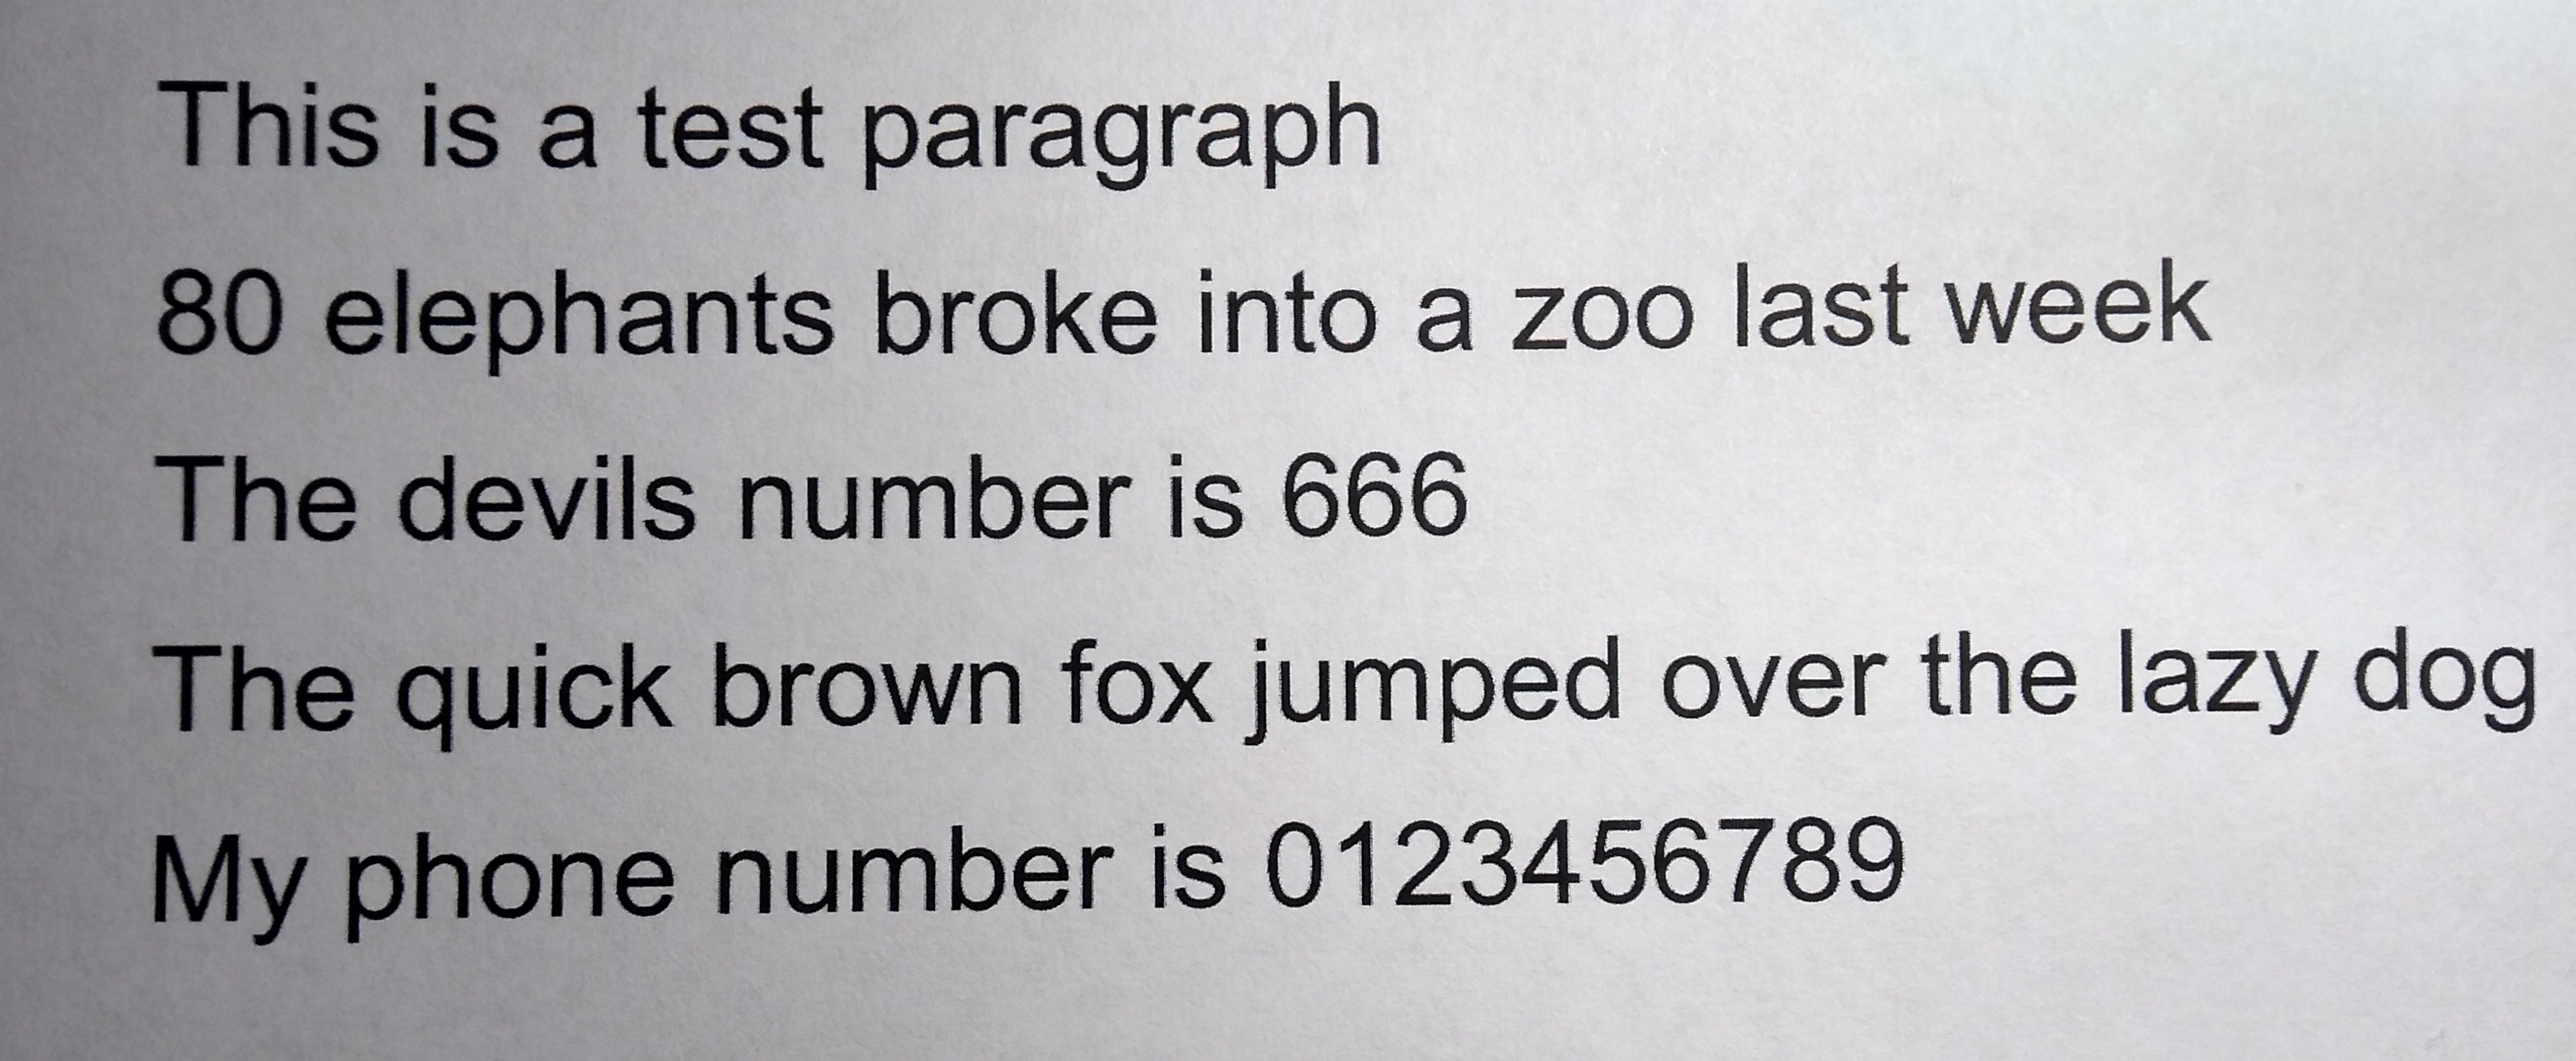 This is a test paragraph
80 elephants broke into a zoo last week
The devils number is 666
The quick brown fox jumped over the lazy dog
My phone number is 0123456789